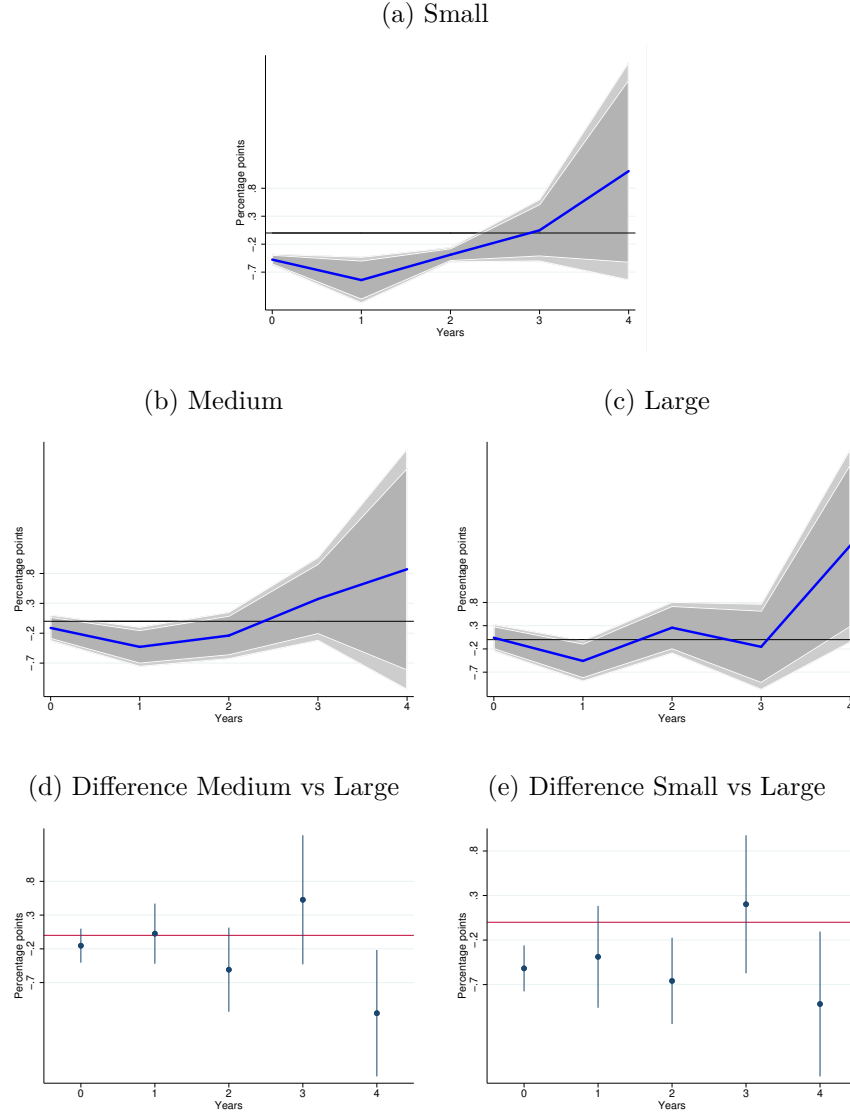 (a) Small
Percentage points
.8
.3
-.2
-.7
0 1 2 3 4
Years
(b) Medium
Percentage points
.8
.3
-.2
-.7
0 1 2 3 4
Years
(c) Large
Percentage points
.8
.3
-.2
-.7
0 1 2 3 4
Years
(d) Difference Medium vs Large
Percentage points
.8
.3
-.2
-.7
0 1 2 3 4
Years
(e) Difference Small vs Large
Percentage points
.8
.3
-.2
-.7
0 1 2 3 4
Years